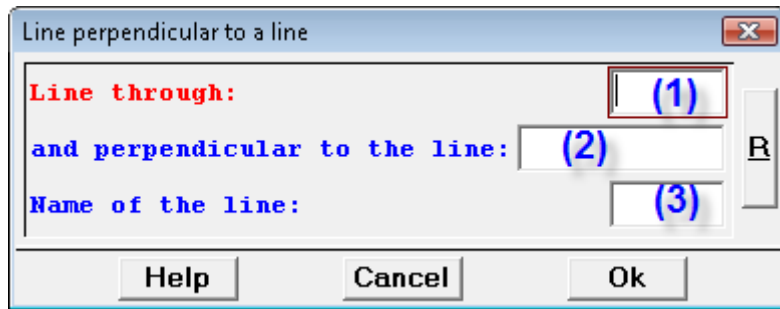 Line perpendicular to a line
Line through: (1)
and perpendicular to the line: (2)
R
Name of the line: (3)
Help Cancel Ok